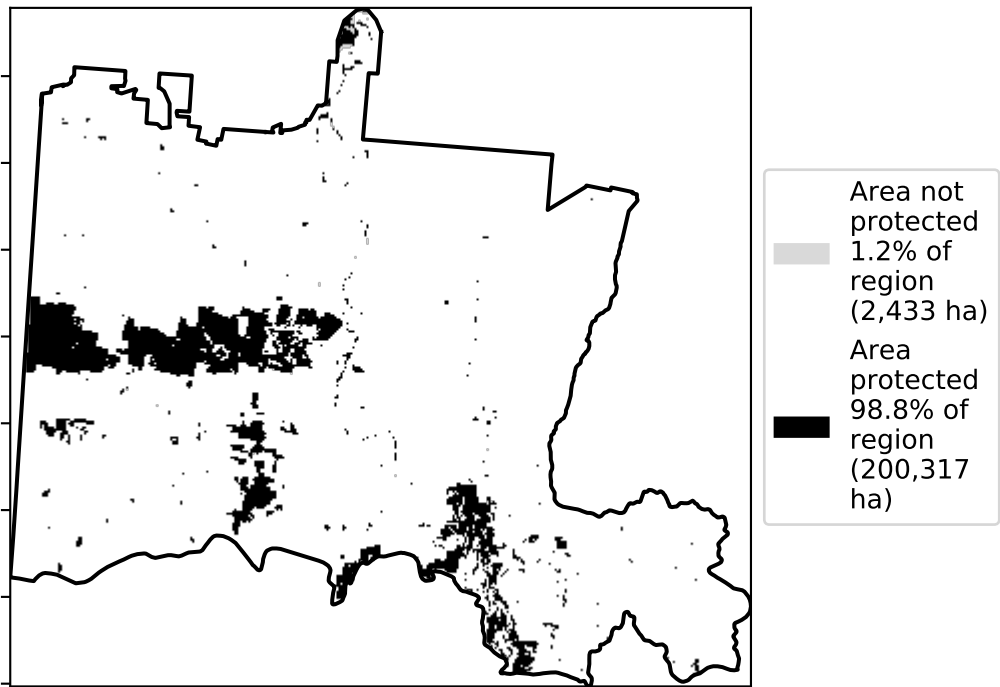 Area not
protected
1.2% of
region
(2,433 ha)
Area
protected
98.8% of
region
(200,317
ha)